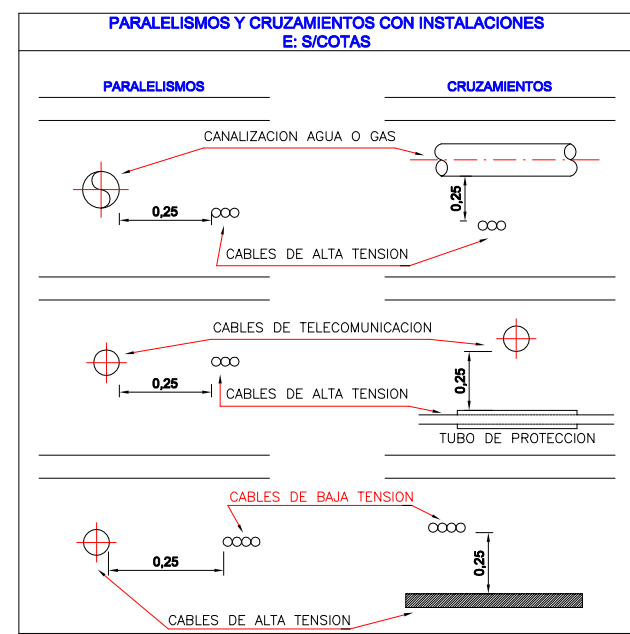 PARALELISMOS Y CRUZAMIENTOS CON INSTALACIONES
E: S/COTAS
PARALELISMOS
CRUZAMIENTOS
CANALIZACION AGUA O GAS
0,25
0,25
CABLES DE ALTA TENSION
CABLES DE TELECOMUNICACION
0,25
0,25
CABLES DE ALTA TENSION
TUBO DE PROTECCION
CABLES DE BAJA TENSION
0,25
0,25
CABLES DE ALTA TENSION